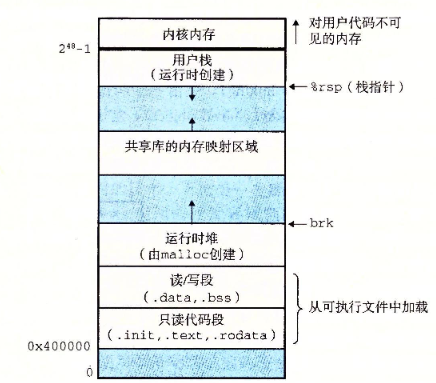 内核内存
对用户代码不可
见的内存
2⁴⁸-1
用户栈
（运行时创建）
%rsp（栈指针）
共享库的内存映射区域
brk
运行时堆
（由malloc创建）
读/写段
（.data,.bss）
从可执行文件中加载
只读代码段
（.init,.text,.rodata）
0x400000
0